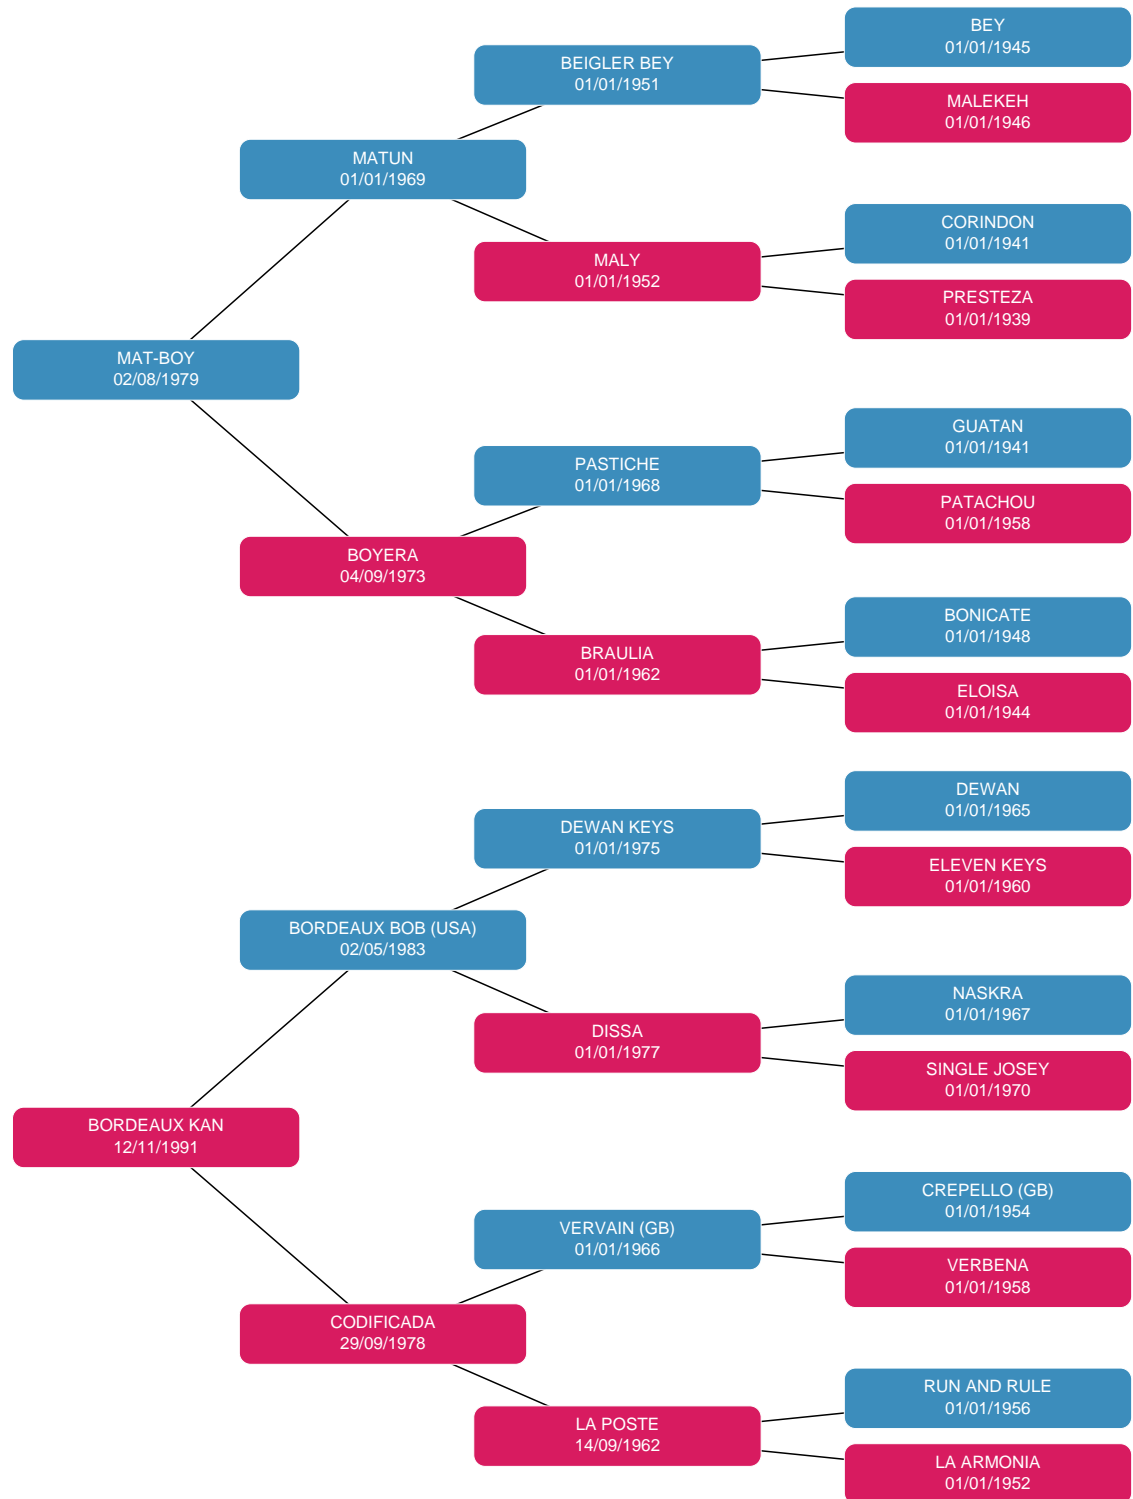 BEY
01/01/1945
BEIGLER BEY
01/01/1951
MALEKEH
01/01/1946
MATUN
01/01/1969
CORINDON
01/01/1941
MALY
01/01/1952
PRESTEZA
01/01/1939
MAT-BOY
02/08/1979
GUATAN
01/01/1941
PASTICHE
01/01/1968
PATACHOU
01/01/1958
BOYERA
04/09/1973
BONICATE
01/01/1948
BRAULIA
01/01/1962
ELOISA
01/01/1944
DEWAN
01/01/1965
DEWAN KEYS
01/01/1975
ELEVEN KEYS
01/01/1960
BORDEAUX BOB (USA)
02/05/1983
NASKRA
01/01/1967
DISSA
01/01/1977
SINGLE JOSEY
01/01/1970
BORDEAUX KAN
12/11/1991
CREPELLO (GB)
01/01/1954
VERVAIN (GB)
01/01/1966
VERBENA
01/01/1958
CODIFICADA
29/09/1978
RUN AND RULE
01/01/1956
LA POSTE
14/09/1962
LA ARMONIA
01/01/1952